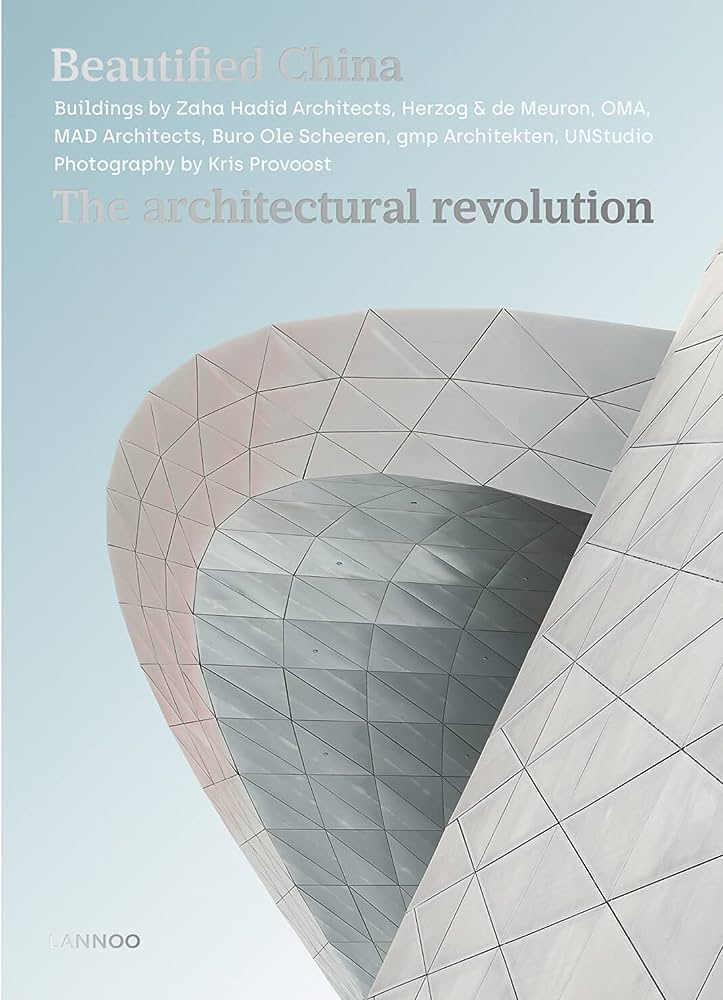 Beautified China
Buildings by Zaha Hadid Architects, Herzog & de Meuron, OMA,
MAD Architects, Buro Ole Scheeren, gmp Architekten, UNStudio
Photography by Kris Provoost
The architectural revolution
LANNOO